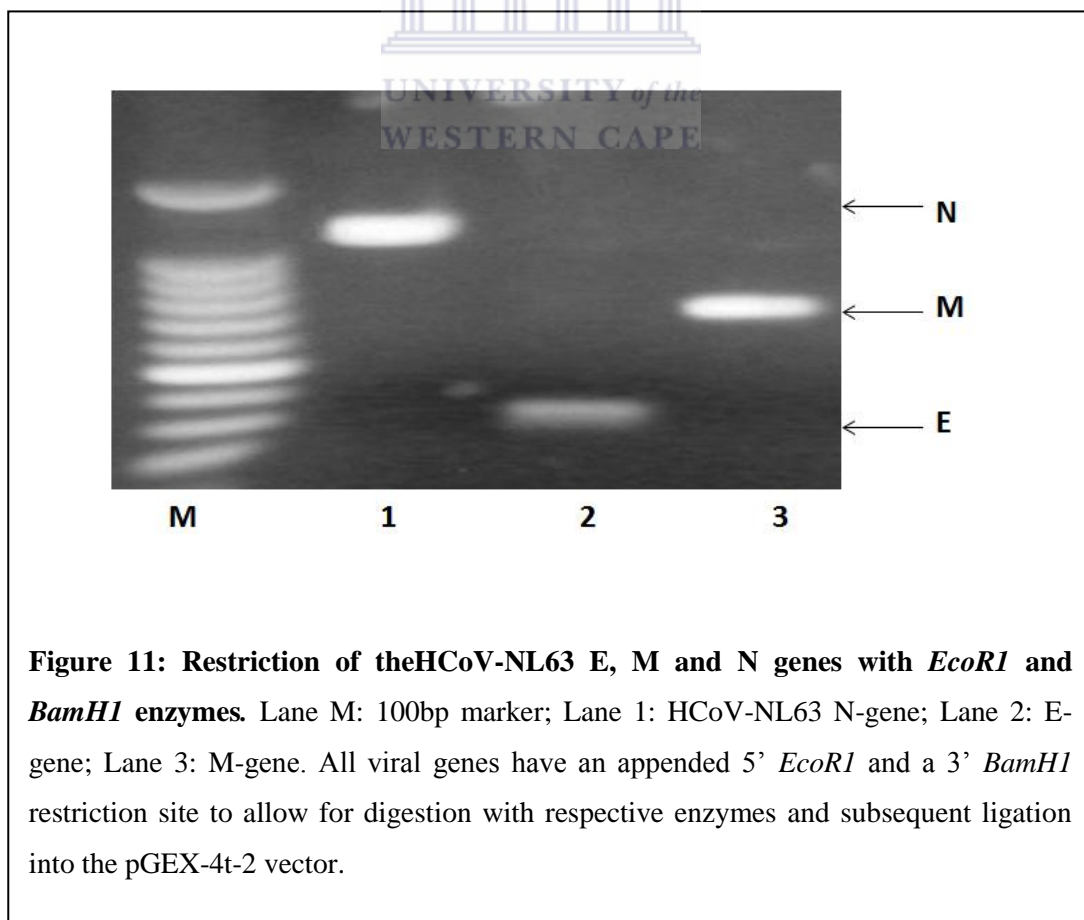 UNIVERSITY of the
WESTERN CAPE
N
M
E
M 1 2 3
Figure 11: Restriction of theHCoV-NL63 E, M and N genes with EcoR1 and
BamH1 enzymes. Lane M: 100bp marker; Lane 1: HCoV-NL63 N-gene; Lane 2: E-
gene; Lane 3: M-gene. All viral genes have an appended 5’ EcoR1 and a 3’ BamH1
restriction site to allow for digestion with respective enzymes and subsequent ligation
into the pGEX-4t-2 vector.